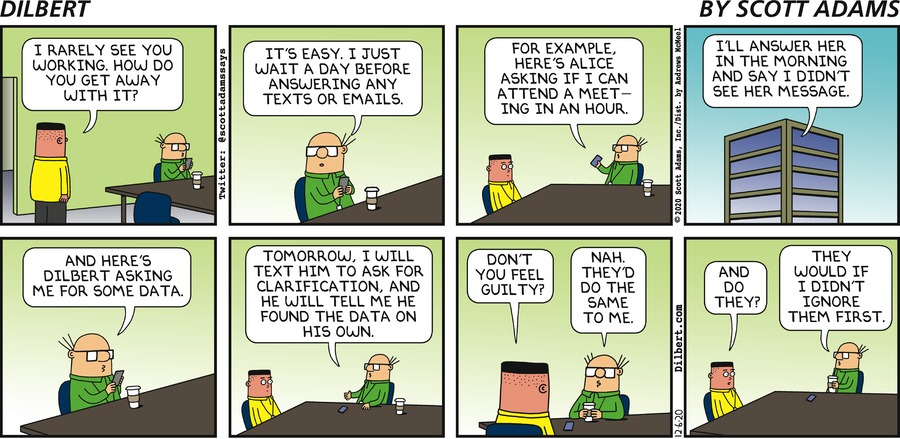 DILBERT
BY SCOTT ADAMS
I RARELY SEE YOU
WORKING. HOW DO
YOU GET AWAY
WITH IT?
Twitter: @scottadamssays
IT'S EASY. I JUST
WAIT A DAY BEFORE
ANSWERING ANY
TEXTS OR EMAILS.
FOR EXAMPLE,
HERE'S ALICE
ASKING IF I CAN
ATTEND A MEET—
ING IN AN HOUR.
© 2020 Scott Adams, Inc./Dist. by Andrews McMeel
I'LL ANSWER HER
IN THE MORNING
AND SAY I DIDN'T
SEE HER MESSAGE.
AND HERE'S
DILBERT ASKING
ME FOR SOME DATA.
TOMORROW, I WILL
TEXT HIM TO ASK FOR
CLARIFICATION, AND
HE WILL TELL ME HE
FOUND THE DATA ON
HIS OWN.
DON'T
YOU FEEL
GUILTY?
NAH.
THEY'D
DO THE
SAME
TO ME.
Dilbert.com
12-6-20
AND
DO
THEY?
THEY
WOULD IF
I DIDN'T
IGNORE
THEM FIRST.